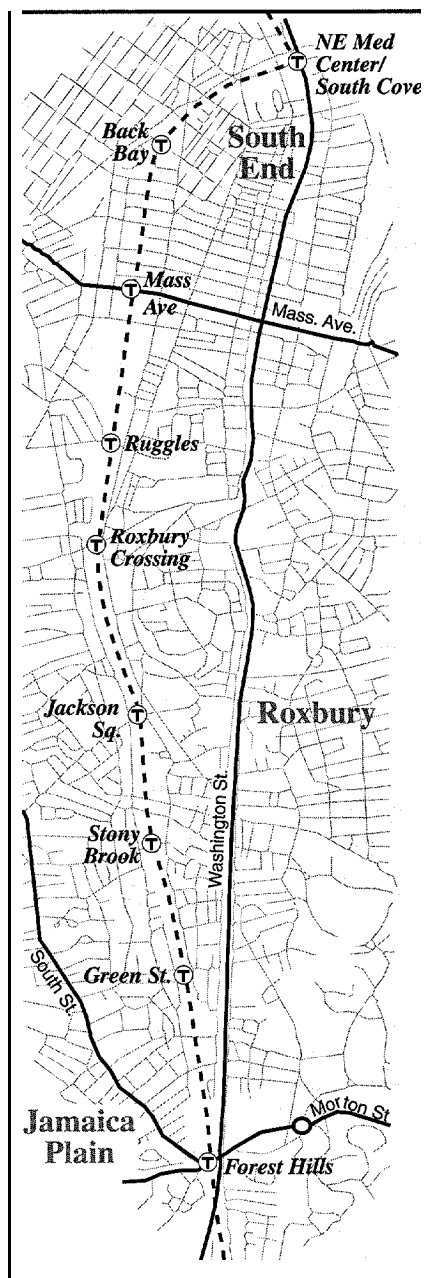 T
NE Med
Center/
South Cove
Back
Bay
T
South
End
T
Mass
Ave
Mass. Ave.
T
Ruggles
T
Roxbury
Crossing
Jackson
Sq.
T
Roxbury
Washington St.
Stony
Brook
T
Green St.
T
South St.
Jamaica
Plain
Morton St
T
Forest Hills